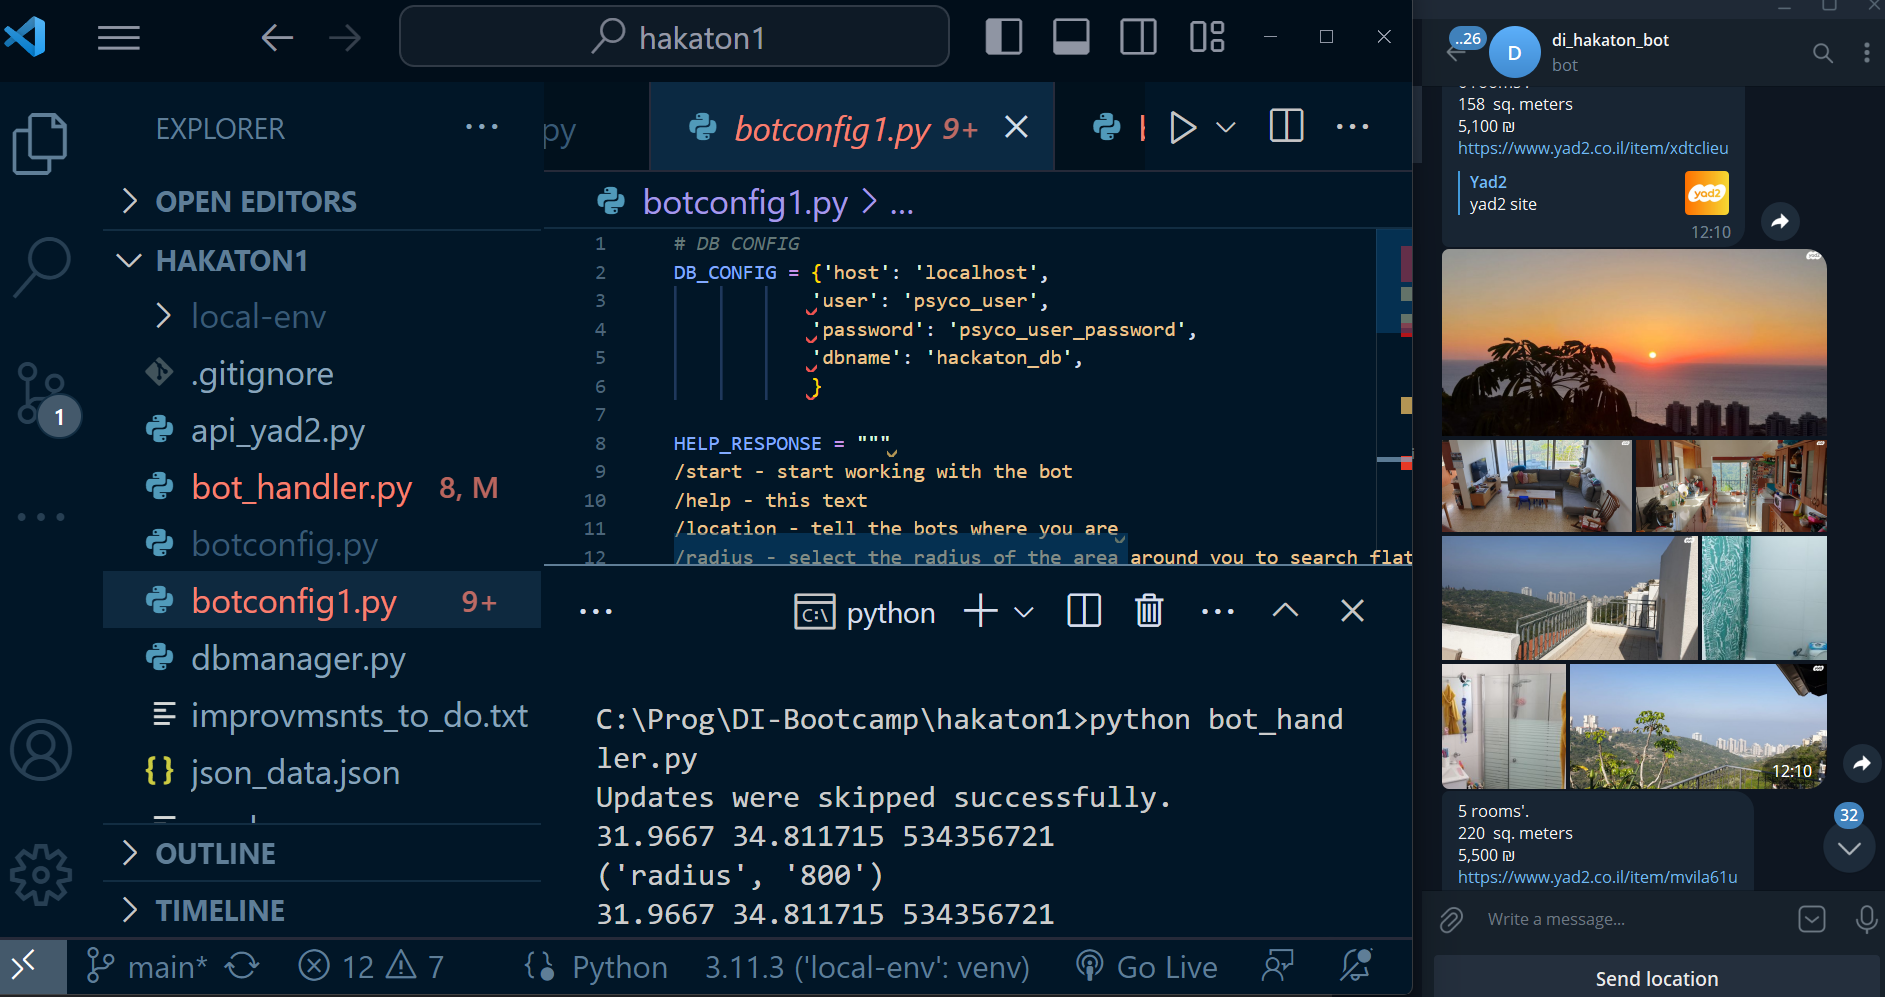 hakaton1
EXPLORER
py
botconfig1.py 9+
OPEN EDITORS
botconfig1.py > ...
HAKATON1
local-env
.gitignore
api_yad2.py
bot_handler.py 8, M
botconfig.py
botconfig1.py 9+
dbmanager.py
improvmsnts_to_do.txt
json_data.json
OUTLINE
TIMELINE
1
1 # DB CONFIG
2 DB_CONFIG = {'host': 'localhost',
3 'user': 'psyco_user',
4 'password': 'psyco_user_password',
5 'dbname': 'hackaton_db',
6 }
7
8 HELP_RESPONSE = """
9 /start - start working with the bot
10 /help - this text
11 /location - tell the bots where you are
12 /radius - select the radius of the area around you to search flat
python
C:\Prog\DI-Bootcamp\hakaton1>python bot_hand
ler.py
Updates were skipped successfully.
31.9667 34.811715 534356721
('radius', '800')
31.9667 34.811715 534356721
main* 12 7 Python 3.11.3 ('local-env': venv) Go Live
..26
D
di_hakaton_bot
bot
158 sq. meters
5,100 ₪
https://www.yad2.co.il/item/xdtclieu
Yad2
yad2 site
yad2
12:10
12:10
5 rooms'.
220 sq. meters
5,500 ₪
https://www.yad2.co.il/item/mvila61u
32
Write a message...
Send location